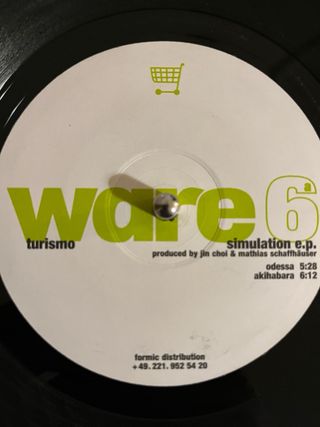 ware 6a
turismo simulation e.p.
produced by jin choi & mathias schaffhäuser
odessa 5:28
akihabara 6:12
formic distribution
+49. 221. 952 54 20